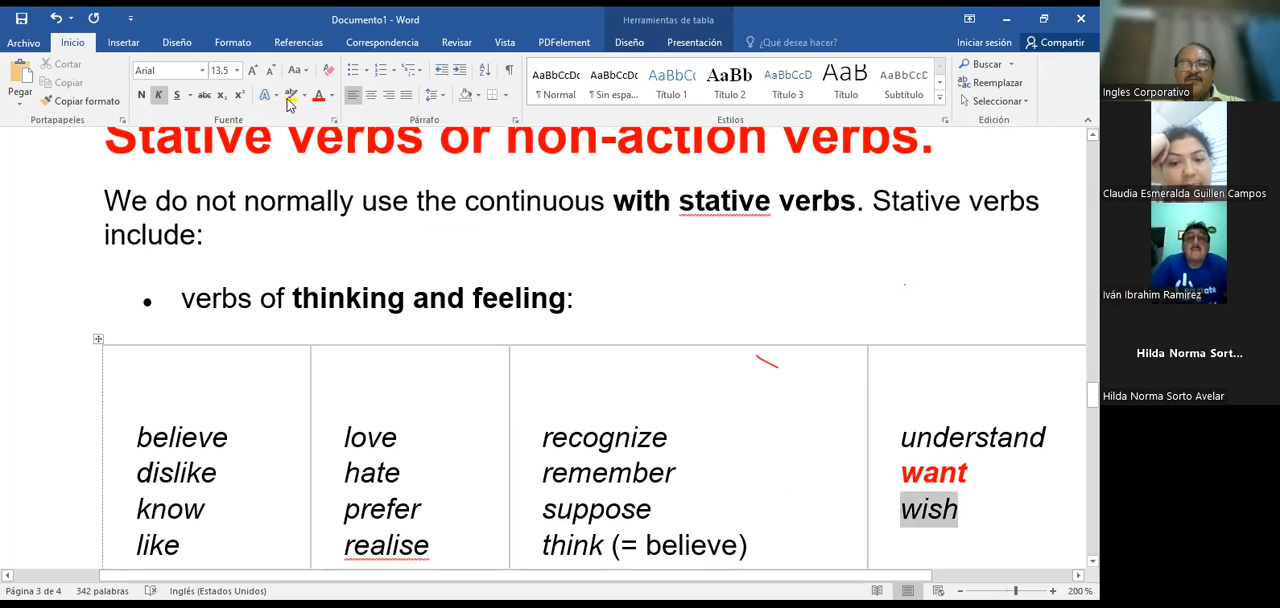 Documento1 - Word
Herramientas de tabla
Archivo
Inicio
Insertar
Diseño
Formato
Referencias
Correspondencia
Revisar
Vista
PDFelement
Diseño
Presentación
¿Qué desea hacer?
Iniciar sesión
Compartir
Pegar
Cortar
Copiar
Copiar formato
Portapapeles
Arial
13.5
Aa
N K S abc x₂ x²
Fuente
Párrafo
AaBbCcDc
¶ Normal
AaBbCcDc
¶ Sin espa...
AaBbCc
Título 1
AaBb
Título 2
AaBbCcD
Título 3
AaB
Título
AaBbCcD
Subtítulo
Estilos
Buscar
Reemplazar
Seleccionar
Edición
Stative verbs or non-action verbs.
We do not normally use the continuous with stative verbs. Stative verbs
include:
• verbs of thinking and feeling:
believe
dislike
know
like
love
hate
prefer
realise
recognize
remember
suppose
think (= believe)
understand
want
wish
Página 3 de 4
342 palabras
Inglés (Estados Unidos)
200 %
Ingles Corporativo
Claudia Esmeralda Guillen Campos
Iván Ibrahim Ramirez
Hilda Norma Sort...
Hilda Norma Sorto Avelar